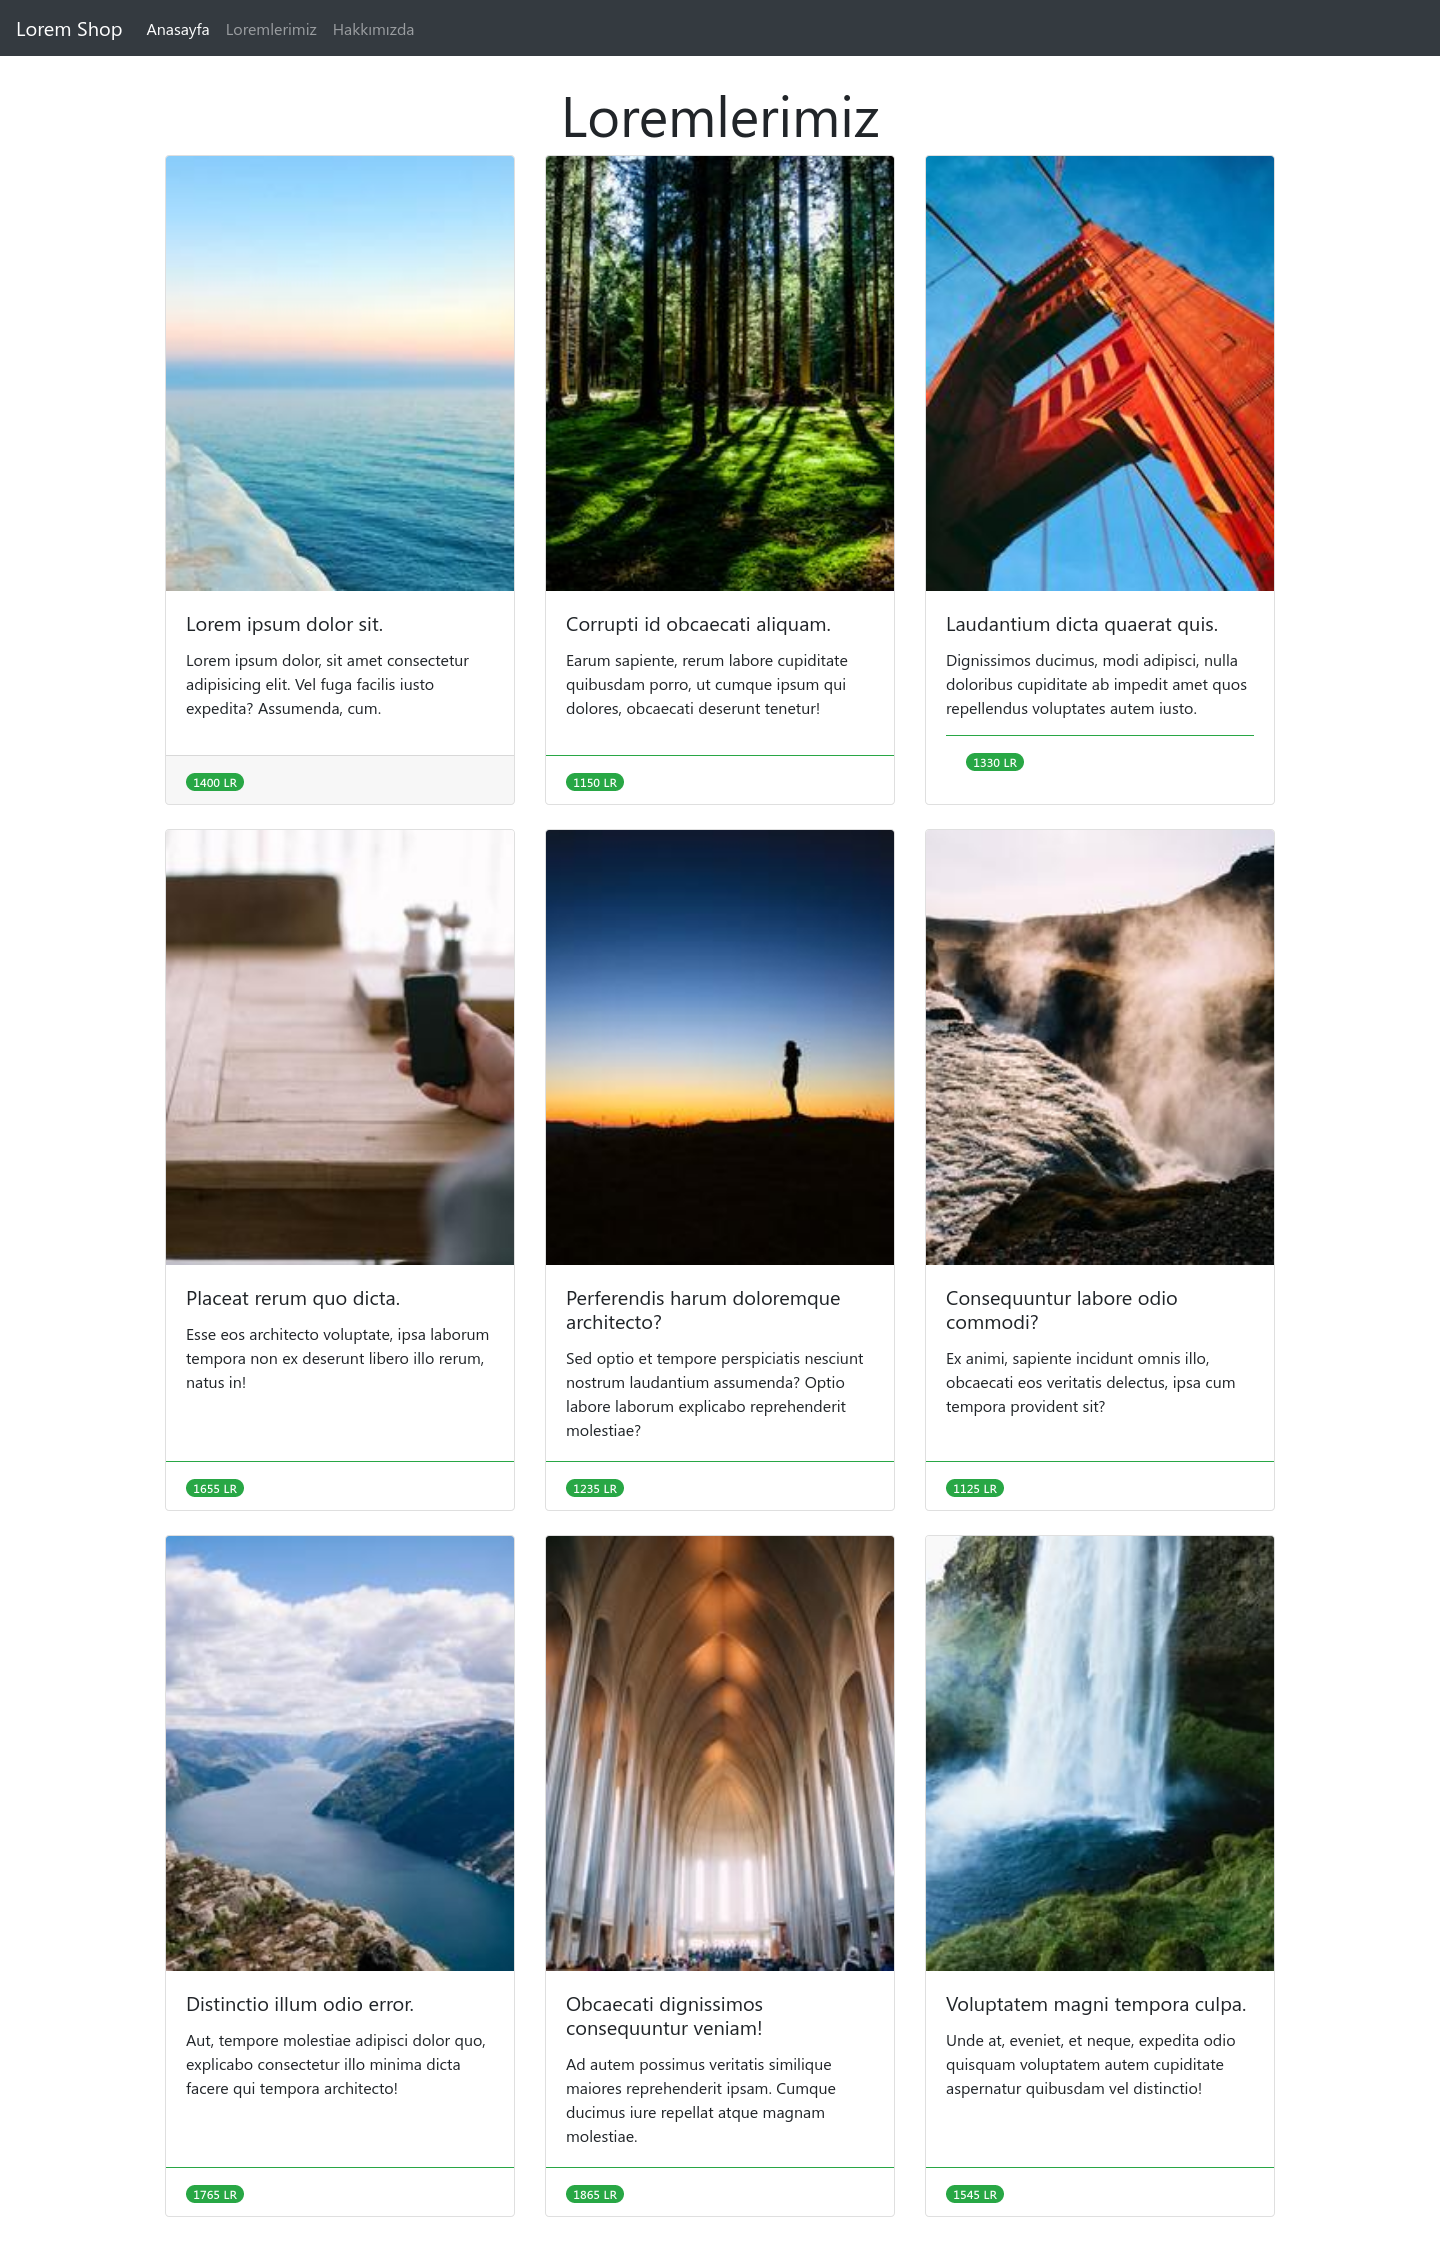 Lorem Shop Anasayfa Loremlerimiz Hakkımızda
Loremlerimiz
Lorem ipsum dolor sit.
Lorem ipsum dolor, sit amet consectetur
adipisicing elit. Vel fuga facilis iusto
expedita? Assumenda, cum.
1400 LR
Corrupti id obcaecati aliquam.
Earum sapiente, rerum labore cupiditate
quibusdam porro, ut cumque ipsum qui
dolores, obcaecati deserunt tenetur!
1150 LR
Laudantium dicta quaerat quis.
Dignissimos ducimus, modi adipisci, nulla
doloribus cupiditate ab impedit amet quos
repellendus voluptates autem iusto.
1330 LR
Placeat rerum quo dicta.
Esse eos architecto voluptate, ipsa laborum
tempora non ex deserunt libero illo rerum,
natus in!
1655 LR
Perferendis harum doloremque
architecto?
Sed optio et tempore perspiciatis nesciunt
nostrum laudantium assumenda? Optio
labore laborum explicabo reprehenderit
molestiae?
1235 LR
Consequuntur labore odio
commodi?
Ex animi, sapiente incidunt omnis illo,
obcaecati eos veritatis delectus, ipsa cum
tempora provident sit?
1125 LR
Distinctio illum odio error.
Aut, tempore molestiae adipisci dolor quo,
explicabo consectetur illo minima dicta
facere qui tempora architecto!
1765 LR
Obcaecati dignissimos
consequuntur veniam!
Ad autem possimus veritatis similique
maiores reprehenderit ipsam. Cumque
ducimus iure repellat atque magnam
molestiae.
1865 LR
Voluptatem magni tempora culpa.
Unde at, eveniet, et neque, expedita odio
quisquam voluptatem autem cupiditate
aspernatur quibusdam vel distinctio!
1545 LR